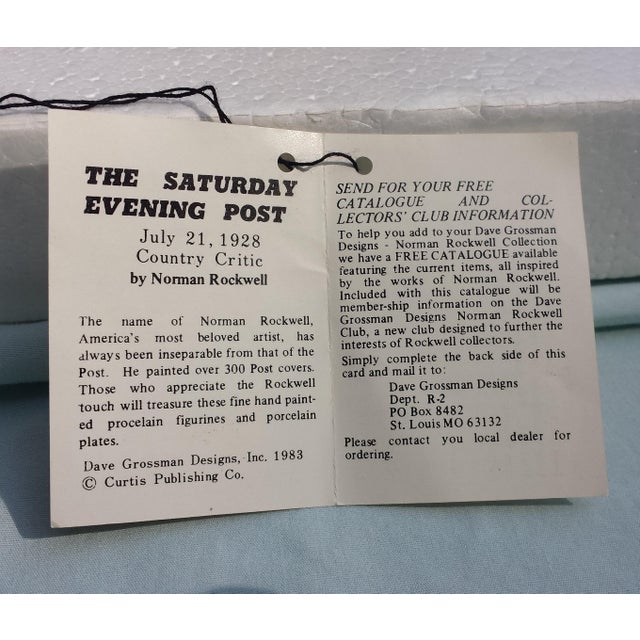 THE SATURDAY
EVENING POST
July 21, 1928
Country Critic
by Norman Rockwell
The name of Norman Rockwell,
America's most beloved artist, has
always been inseparable from that of the
Post. He painted over 300 Post covers.
Those who appreciate the Rockwell
touch will treasure these fine hand paint-
ed procelain figurines and porcelain
plates.
Dave Grossman Designs, Inc. 1983
© Curtis Publishing Co.
SEND FOR YOUR FREE
CATALOGUE AND COL-
LECTORS' CLUB INFORMATION
To help you add to your Dave Grossman
Designs - Norman Rockwell Collection
we have a FREE CATALOGUE available
featuring the current items, all inspired
by the works of Norman Rockwell.
Included with this catalogue will be
member-ship information on the Dave
Grossman Designs Norman Rockwell
Club, a new club designed to further the
interests of Rockwell collectors.
Simply complete the back side of this
card and mail it to:
Dave Grossman Designs
Dept. R-2
PO Box 8482
St. Louis MO 63132
Please contact you local dealer for
ordering.